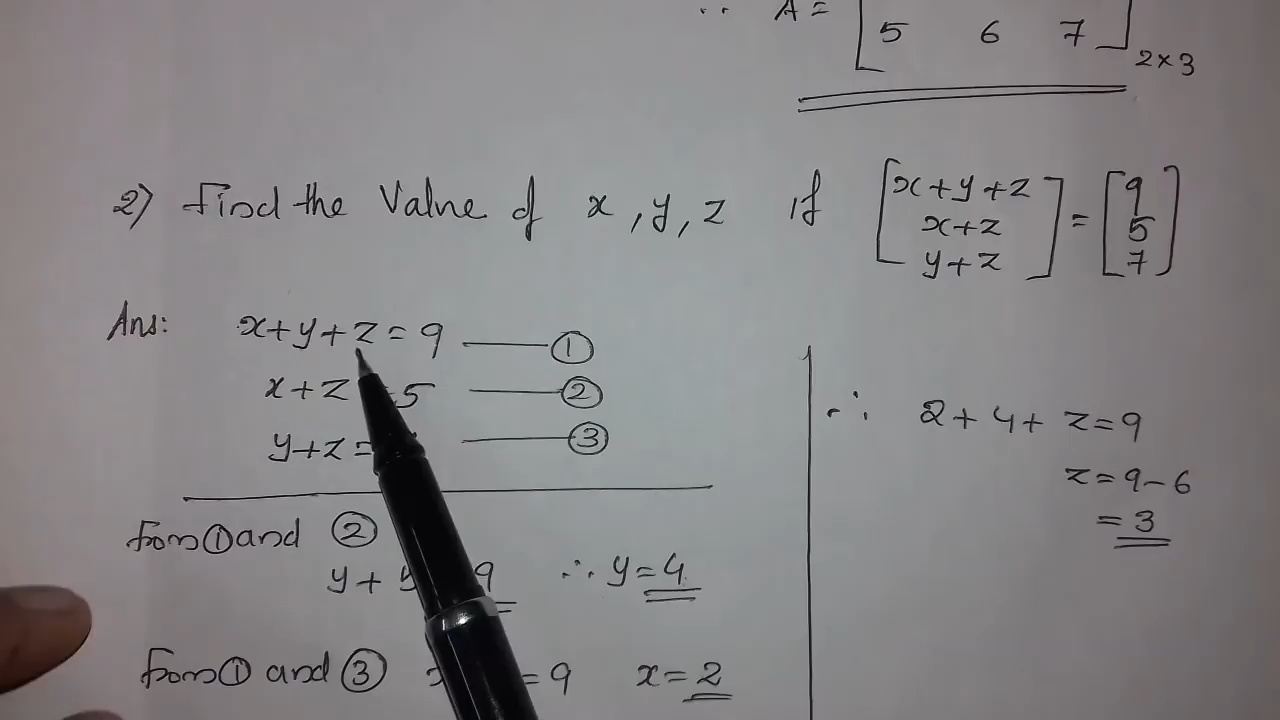 ∴ A = [5 6 7] 2×3
2) Find the Value of x, y, z if [x+y+z x+z y+z] = [9 5 7]
Ans: x+y+z=9 ——— ①
x+z =5 ——— ②
y+z= ——— ③
from ① and ②
y+ 9 ∴ y=4
from ① and ③ =9 x=2
∴ 2+4+z=9
z=9-6
=3